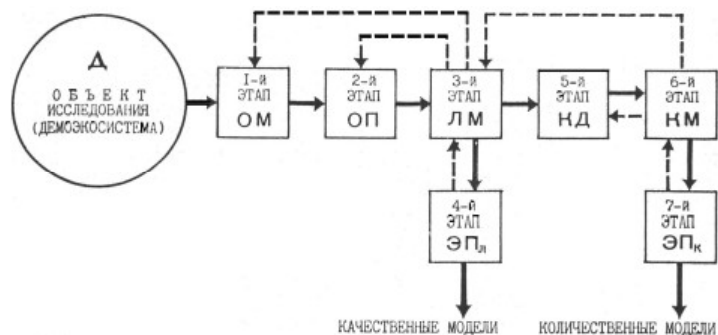 Д
ОБЪЕКТ
ИССЛЕДОВАНИЯ
(ДЕМОЭКОСИСТЕМА)
1-й
ЭТАП
ОМ
2-й
ЭТАП
ОП
3-й
ЭТАП
ЛМ
5-й
ЭТАП
КД
6-й
ЭТАП
КМ
4-й
ЭТАП
ЭПл
7-й
ЭТАП
ЭПк
КАЧЕСТВЕННЫЕ МОДЕЛИ
КОЛИЧЕСТВЕННЫЕ МОДЕЛИ